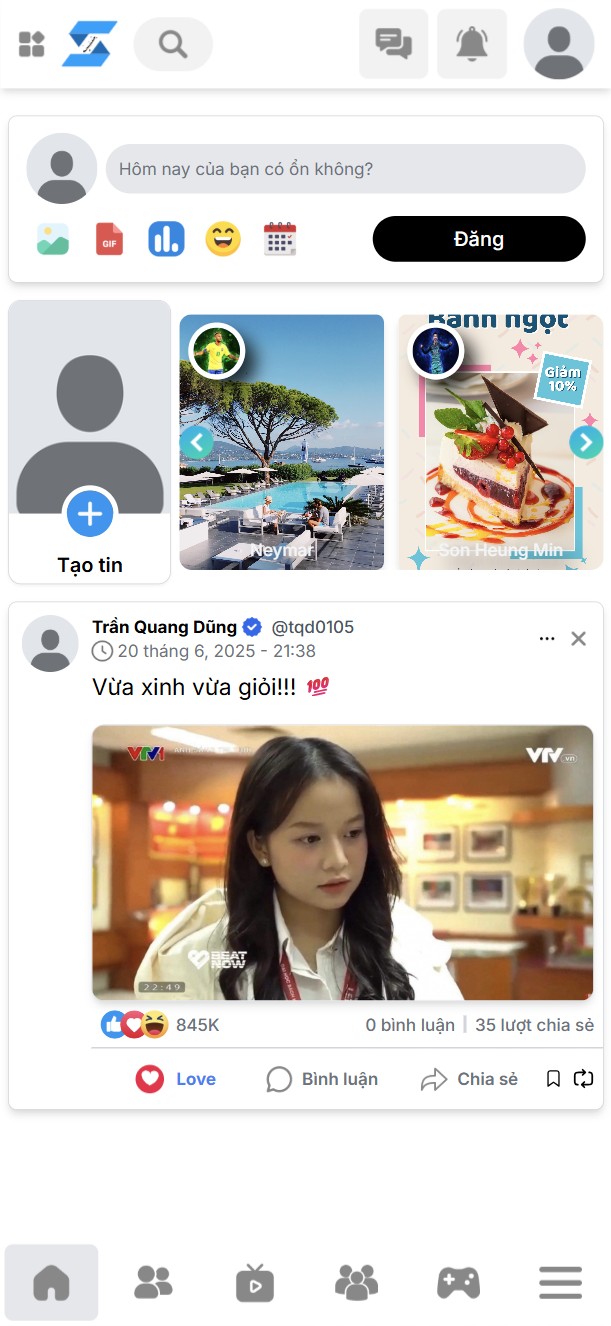 Hôm nay của bạn có ổn không?
GIF
Đăng
Bánh ngọt
Giảm
10%
Tạo tin
Neymar
Son Heung Min
Trần Quang Dũng @tqd0105
20 tháng 6, 2025 - 21:38
Vừa xinh vừa giỏi!!! 💯
VTV1
VTV vn
BEAT
NOW
22:49
845K
0 bình luận | 35 lượt chia sẻ
Love
Bình luận
Chia sẻ